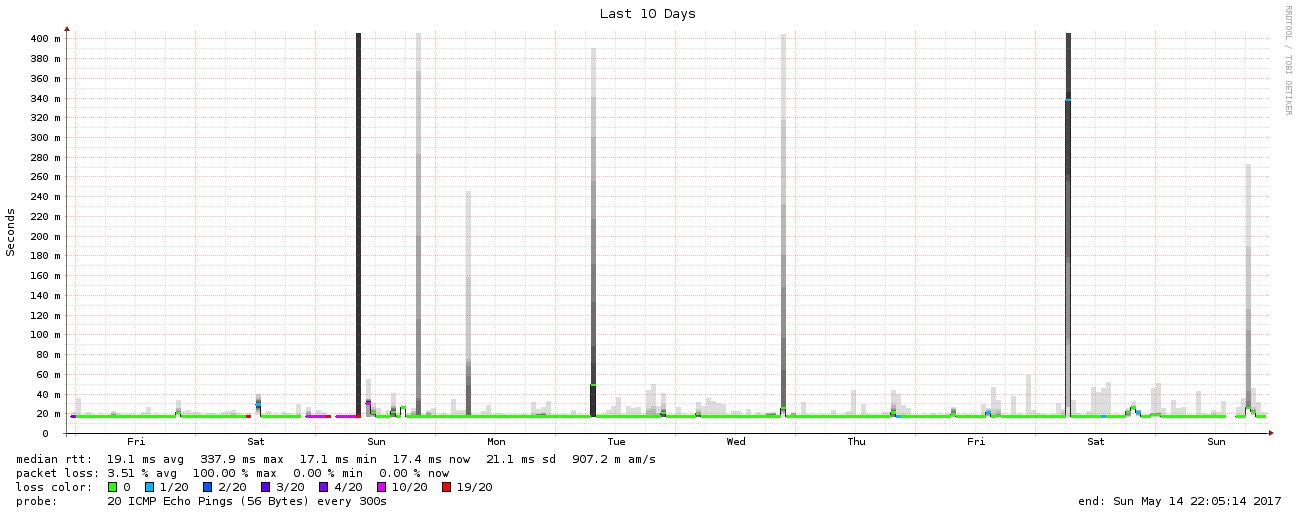 Last 10 Days
RRDTOOL / TOBI OETIKER
Seconds
400 m
380 m
360 m
340 m
320 m
300 m
280 m
260 m
240 m
220 m
200 m
180 m
160 m
140 m
120 m
100 m
80 m
60 m
40 m
20 m
0
Fri Sat Sun Mon Tue Wed Thu Fri Sat Sun
median rtt: 19.1 ms avg 337.9 ms max 17.1 ms min 17.4 ms now 21.1 ms sd 907.2 m am/s
packet loss: 3.51 % avg 100.00 % max 0.00 % min 0.00 % now
loss color: 0 1/20 2/20 3/20 4/20 10/20 19/20
probe: 20 ICMP Echo Pings (56 Bytes) every 300s end: Sun May 14 22:05:14 2017